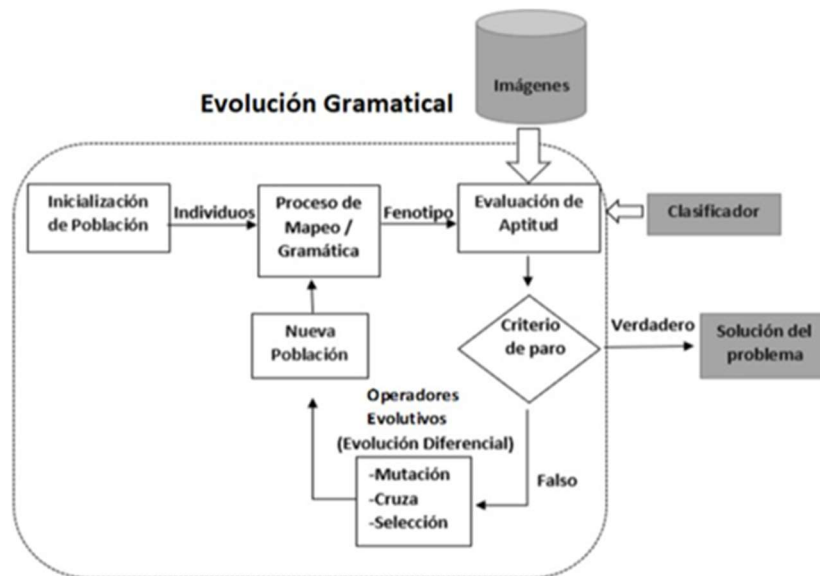 Imágenes
Evolución Gramatical
Inicialización
de Población
Individuos
Proceso de
Mapeo /
Gramática
Fenotipo
Evaluación de
Aptitud
Clasificador
Nueva
Población
Criterio
de paro
Verdadero
Solución del
problema
Operadores
Evolutivos
(Evolución Diferencial)
-Mutación
-Cruza
-Selección
Falso